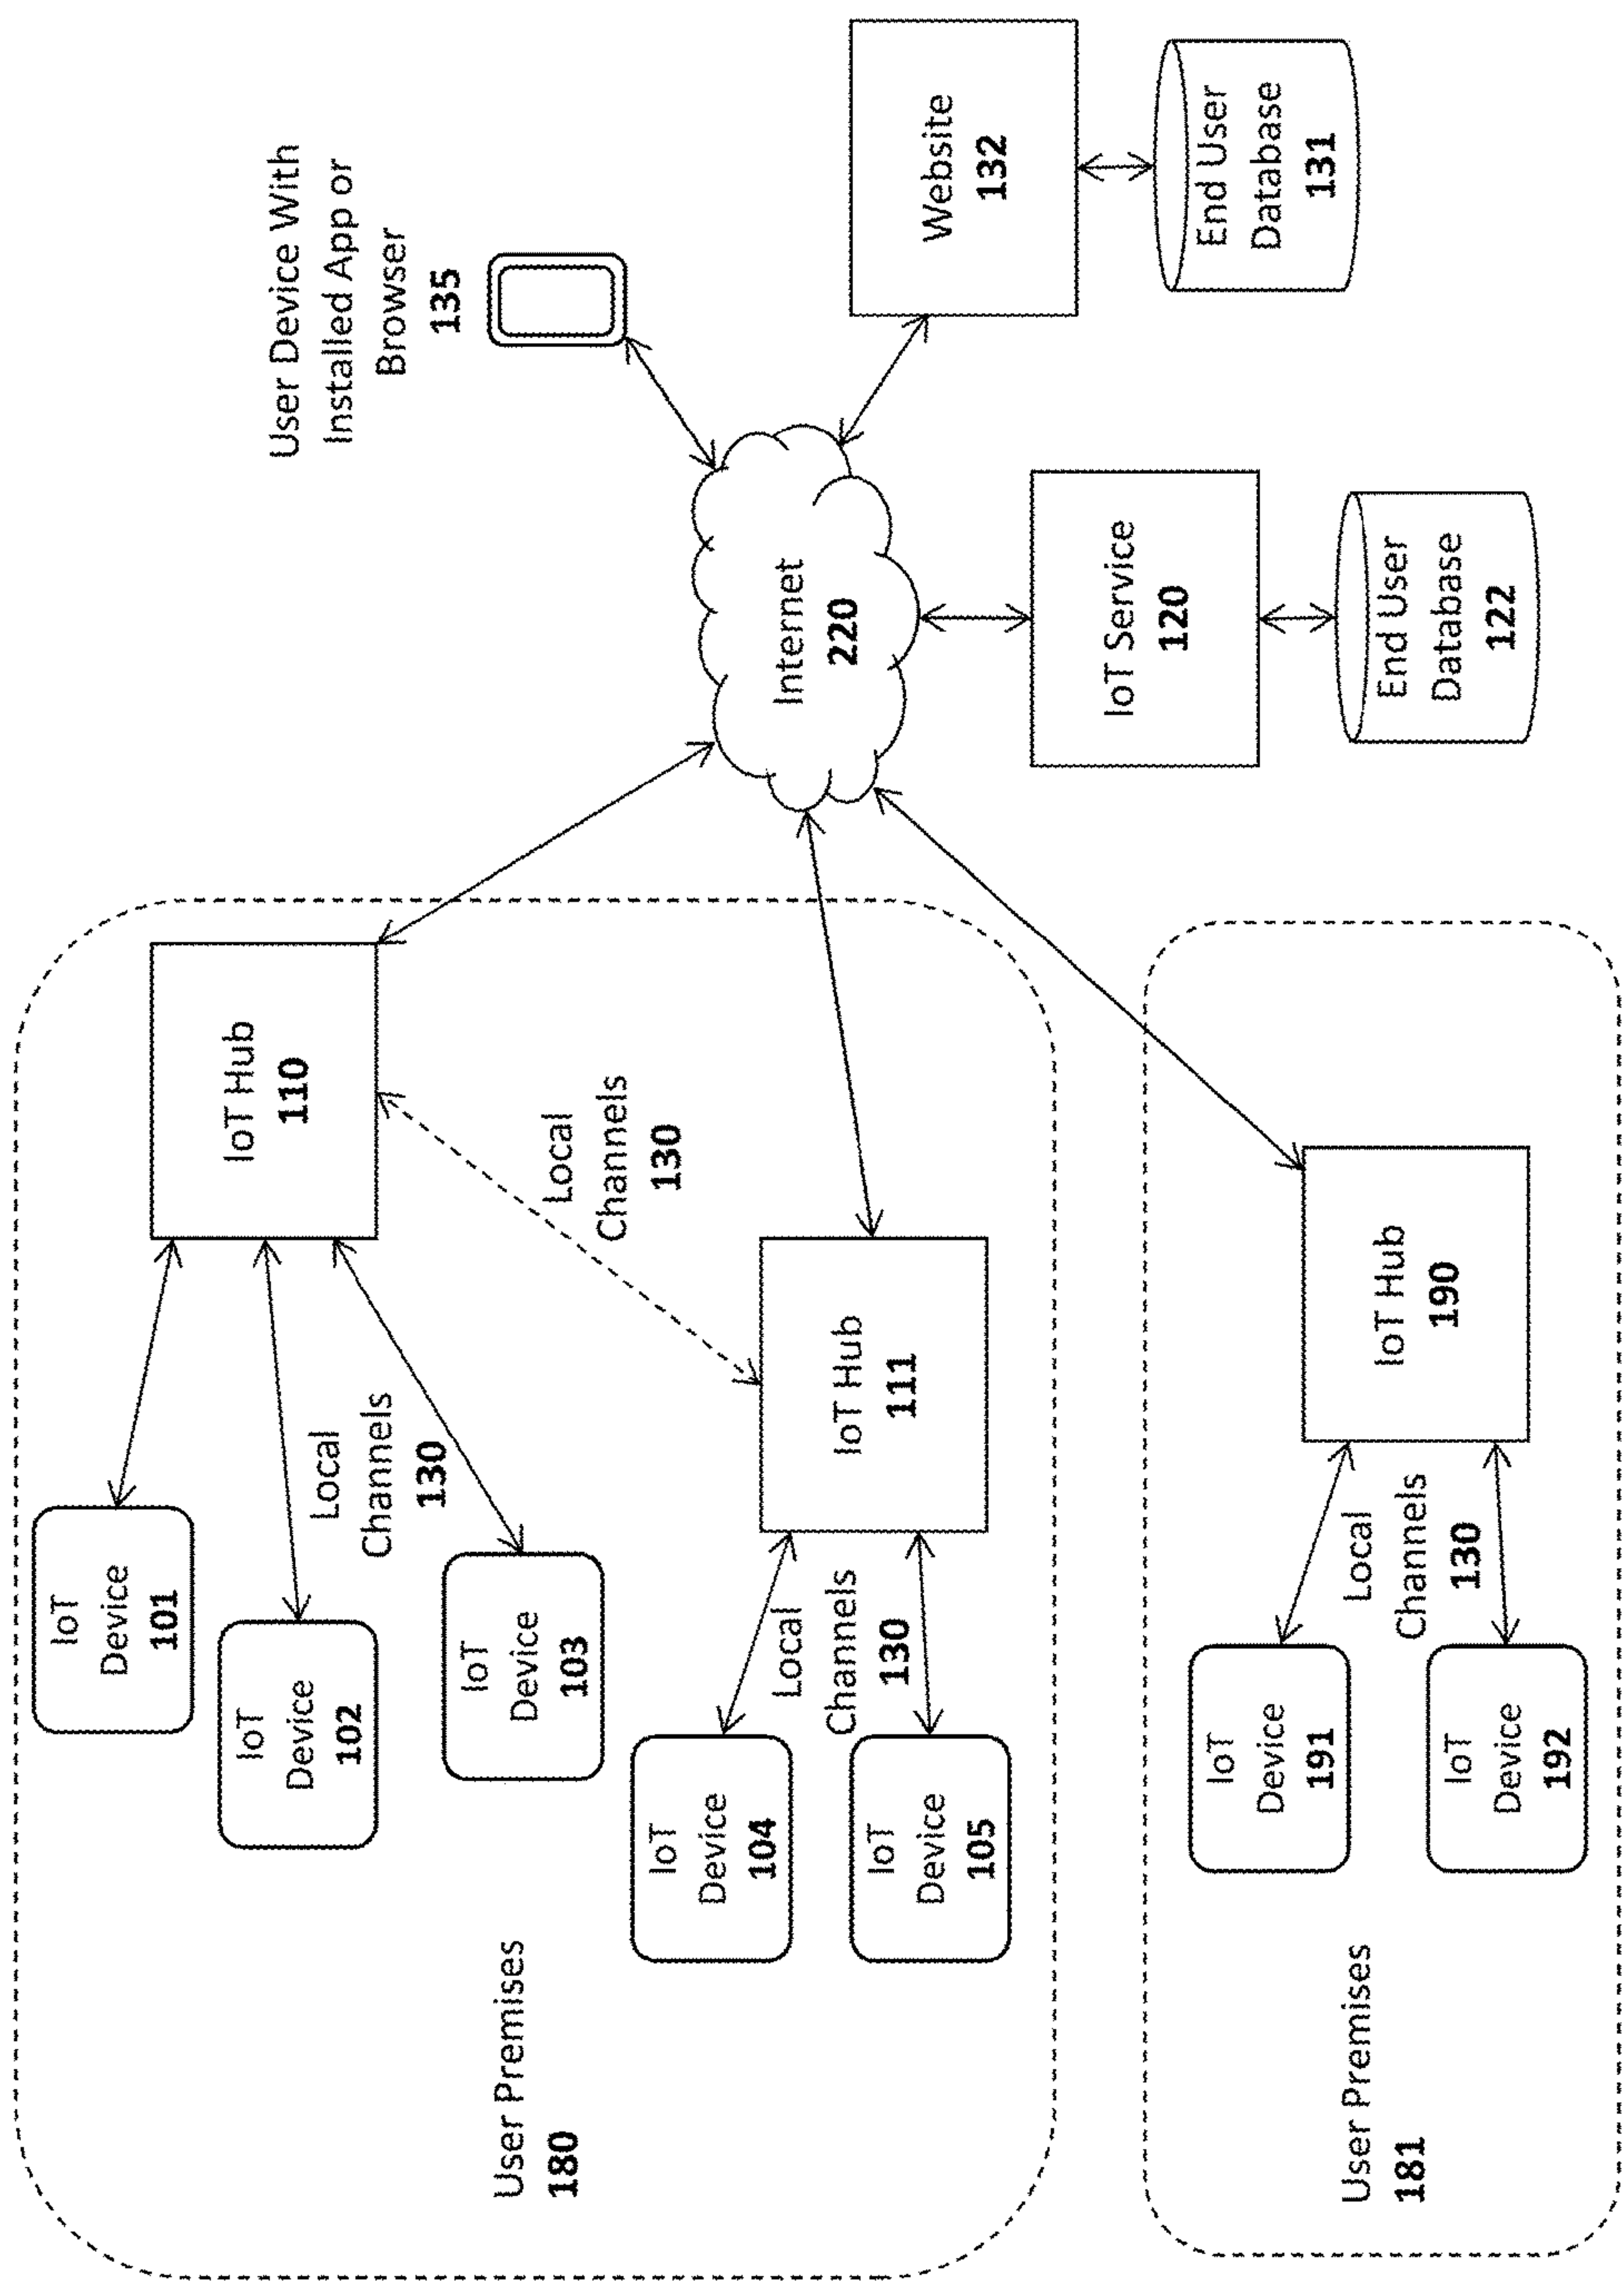 User Device With
Installed App or
Browser
135
IoT
Device
101
IoT Hub
110
IoT
Device
102
Local
Channels
130
IoT
Device
103
Local
Channels
130
User Premises
180
IoT
Device
104
Local
Channels
130
IoT Hub
111
IoT
Device
105
Internet
220
Website
132
End User
Database
131
IoT Service
120
End User
Database
122
IoT
Device
191
Local
Channels
130
IoT Hub
190
IoT
Device
192
User Premises
181